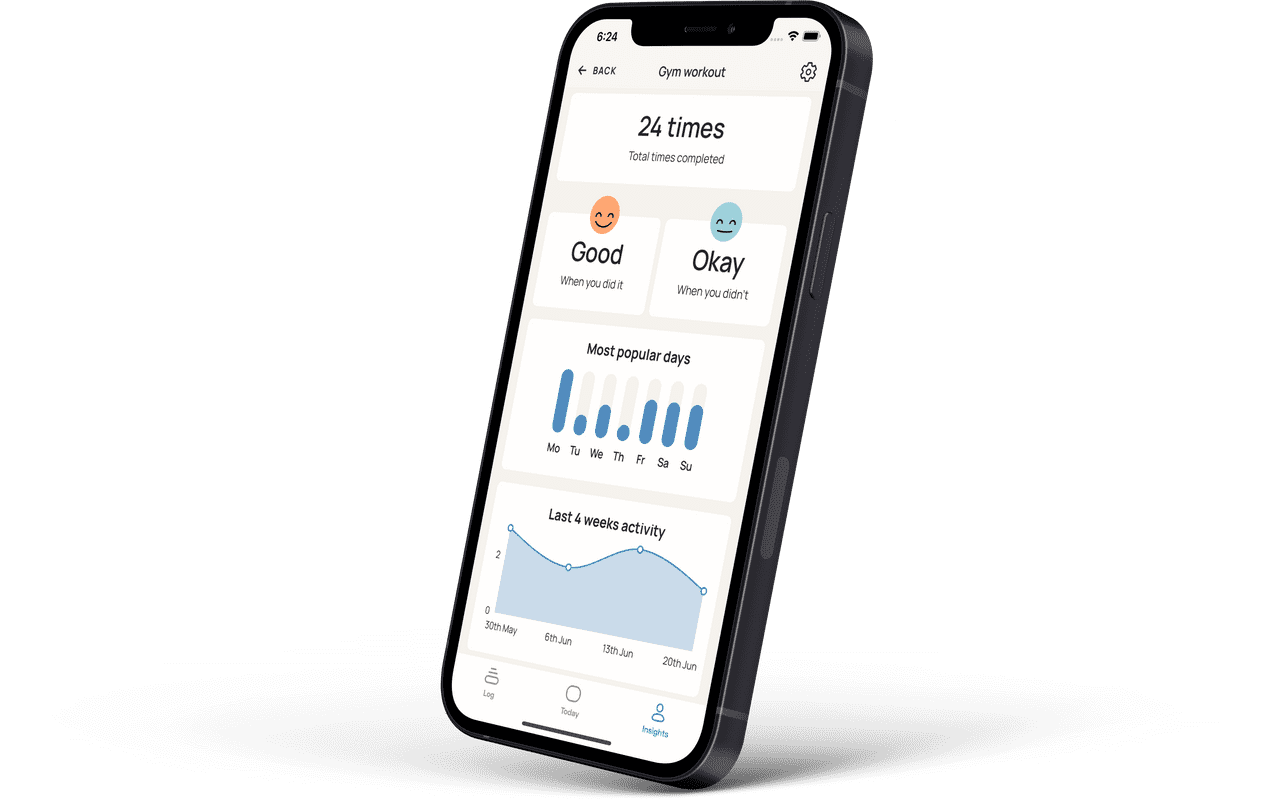 6:24
← BACK Gym workout
24 times
Total times completed
Good
When you did it
Okay
When you didn't
Most popular days
Mo Tu We Th Fr Sa Su
Last 4 weeks activity
2
0
30th May 6th Jun 13th Jun 20th Jun
Log Today Insights